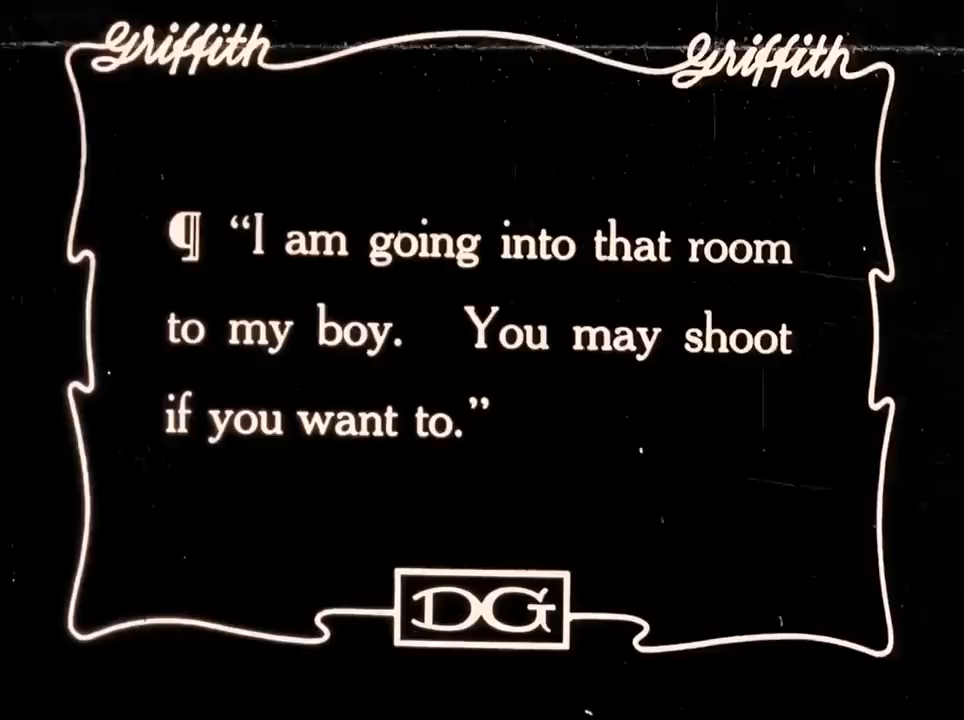 Griffith Griffith
¶ “I am going into that room
to my boy. You may shoot
if you want to.”
DG